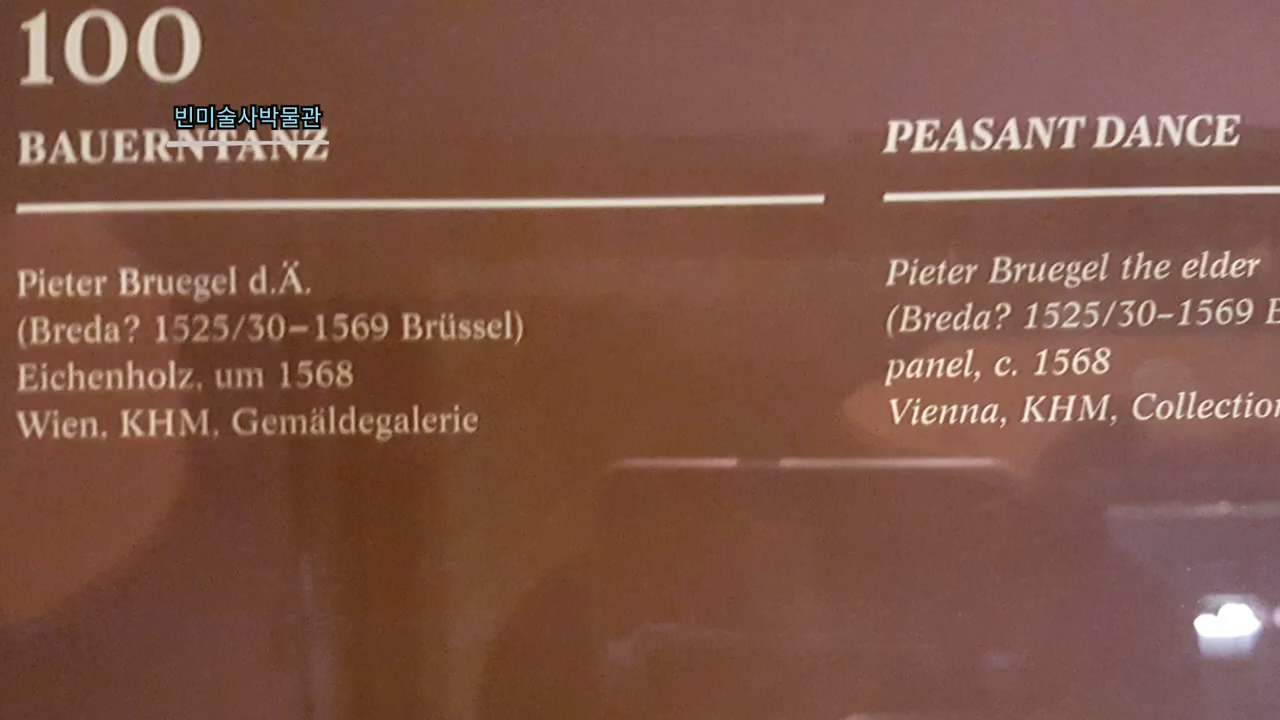 100
빈미술사박물관
BAUERNTANZ
Pieter Bruegel d.Ä.
(Breda? 1525/30–1569 Brüssel)
Eichenholz, um 1568
Wien, KHM, Gemäldegalerie
PEASANT DANCE
Pieter Bruegel the elder
(Breda? 1525/30–1569
panel, c. 1568
Vienna, KHM,